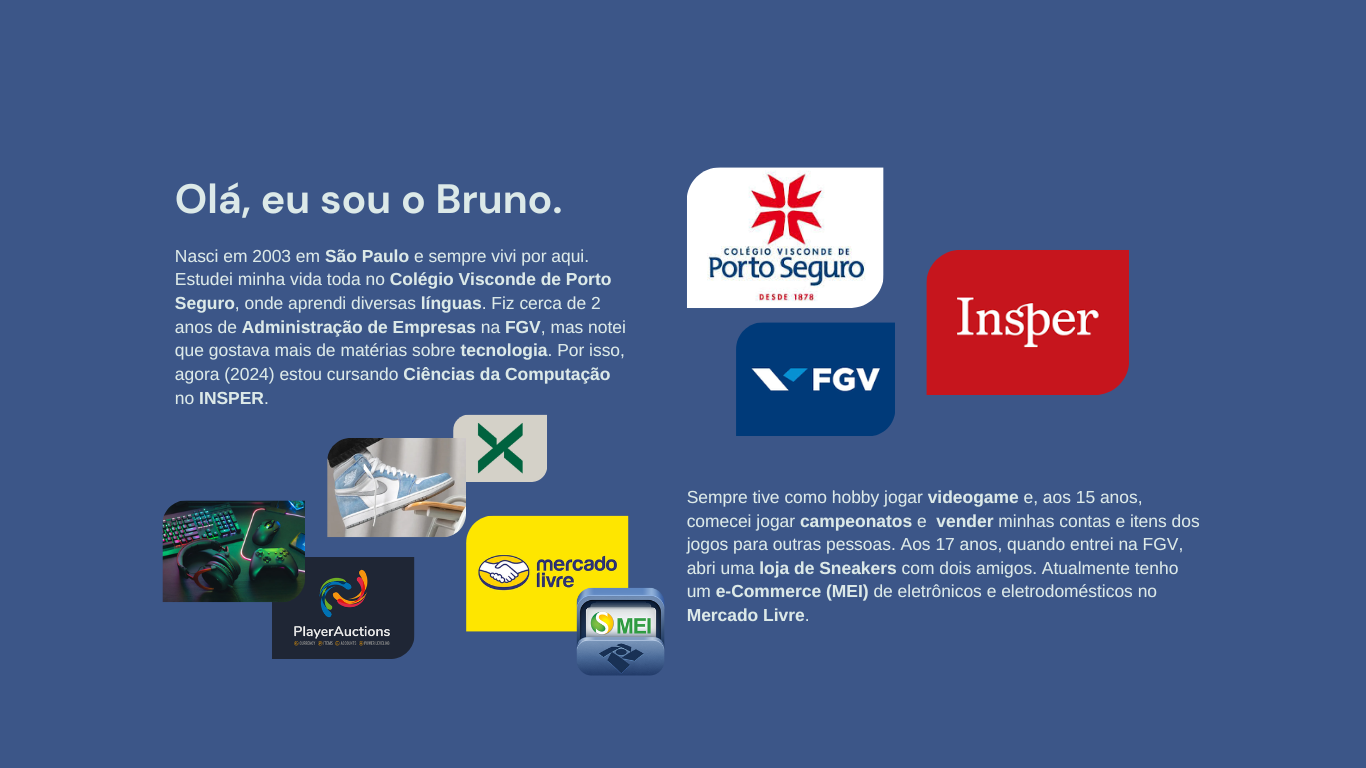 Olá, eu sou o Bruno.
Nasci em 2003 em São Paulo e sempre vivi por aqui.
Estudei minha vida toda no Colégio Visconde de Porto
Seguro, onde aprendi diversas línguas. Fiz cerca de 2
anos de Administração de Empresas na FGV, mas notei
que gostava mais de matérias sobre tecnologia. Por isso,
agora (2024) estou cursando Ciências da Computação
no INSPER.
COLÉGIO VISCONDE DE
Porto Seguro
DESDE 1878
Insper
FGV
mercado
livre
MEI
PlayerAuctions
Sempre tive como hobby jogar videogame e, aos 15 anos,
comecei jogar campeonatos e  vender minhas contas e itens dos
jogos para outras pessoas. Aos 17 anos, quando entrei na FGV,
abri uma loja de Sneakers com dois amigos. Atualmente tenho
um e-Commerce (MEI) de eletrônicos e eletrodomésticos no
Mercado Livre.